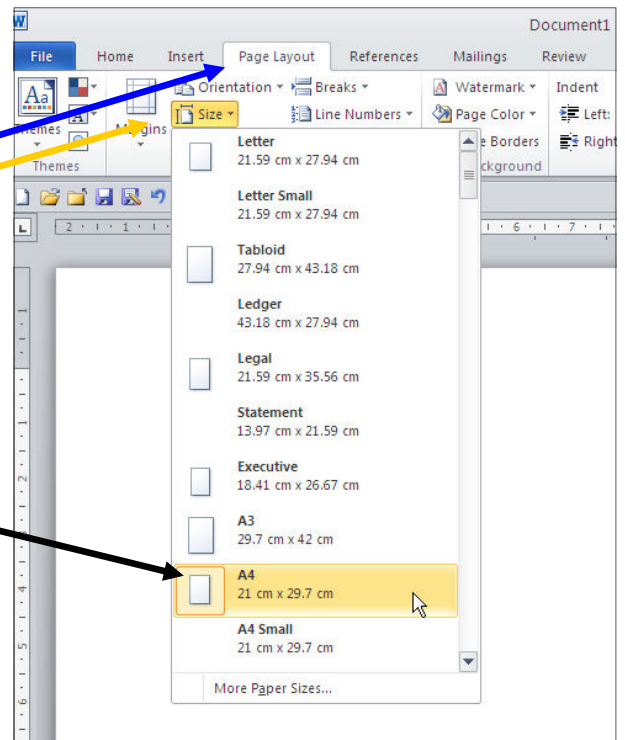 W
Document1
File Home Insert Page Layout References Mailings Review
Aa Orientation Breaks Watermark Indent
A Size Line Numbers Page Color Left:
Themes Margins Borders Right
Themes
L 2 1 6 7
Letter
21.59 cm x 27.94 cm
Letter Small
21.59 cm x 27.94 cm
Tabloid
27.94 cm x 43.18 cm
Ledger
43.18 cm x 27.94 cm
Legal
21.59 cm x 35.56 cm
Statement
13.97 cm x 21.59 cm
Executive
18.41 cm x 26.67 cm
A3
29.7 cm x 42 cm
A4
21 cm x 29.7 cm
A4 Small
21 cm x 29.7 cm
More Paper Sizes...